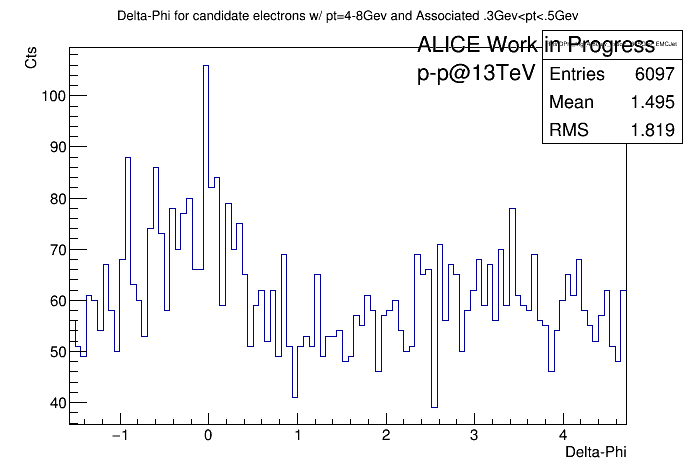 Delta-Phi for candidate electrons w/ pt=4-8Gev and Associated .3Gev<pt<.5Gev
Cts
ALICE Work in Progress
p-p@13TeV
EMCJet
Entries 6097
Mean 1.495
RMS 1.819
100
90
80
70
60
50
40
−1 0 1 2 3 4
Delta-Phi